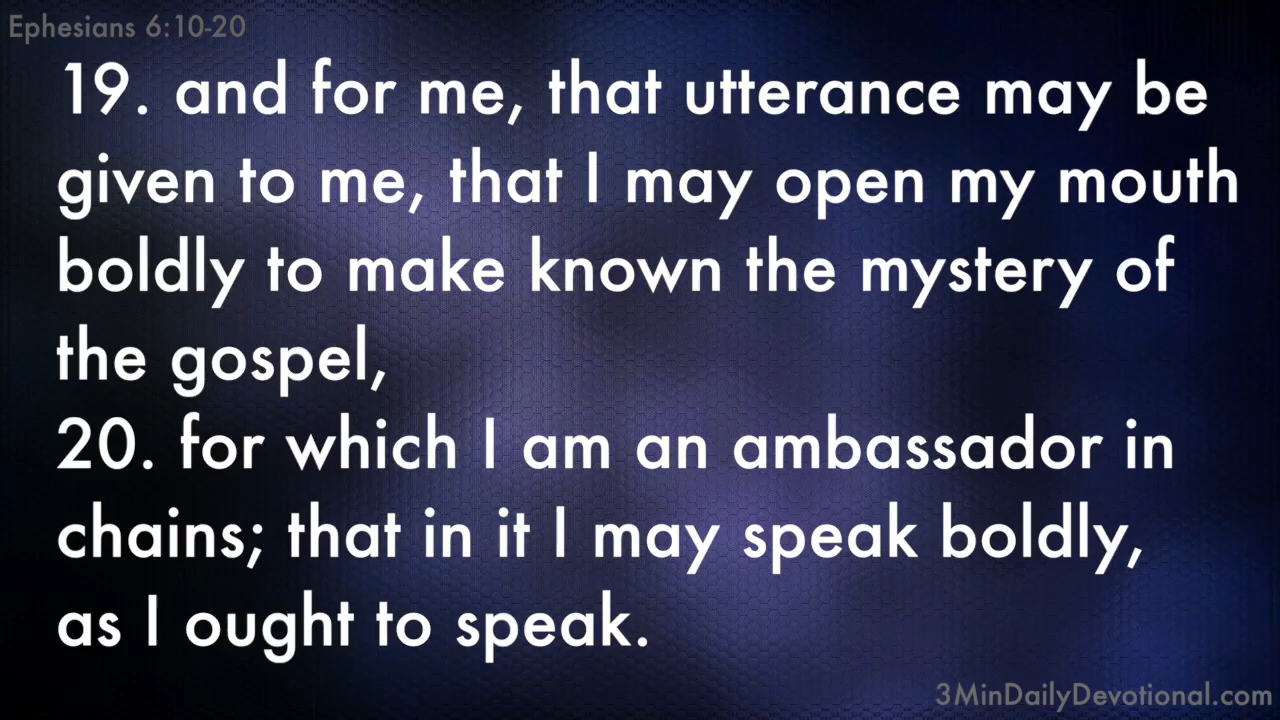 Ephesians 6:10-20
19. and for me, that utterance may be
given to me, that I may open my mouth
boldly to make known the mystery of
the gospel,
20. for which I am an ambassador in
chains; that in it I may speak boldly,
as I ought to speak.
3MinDailyDevotional.com